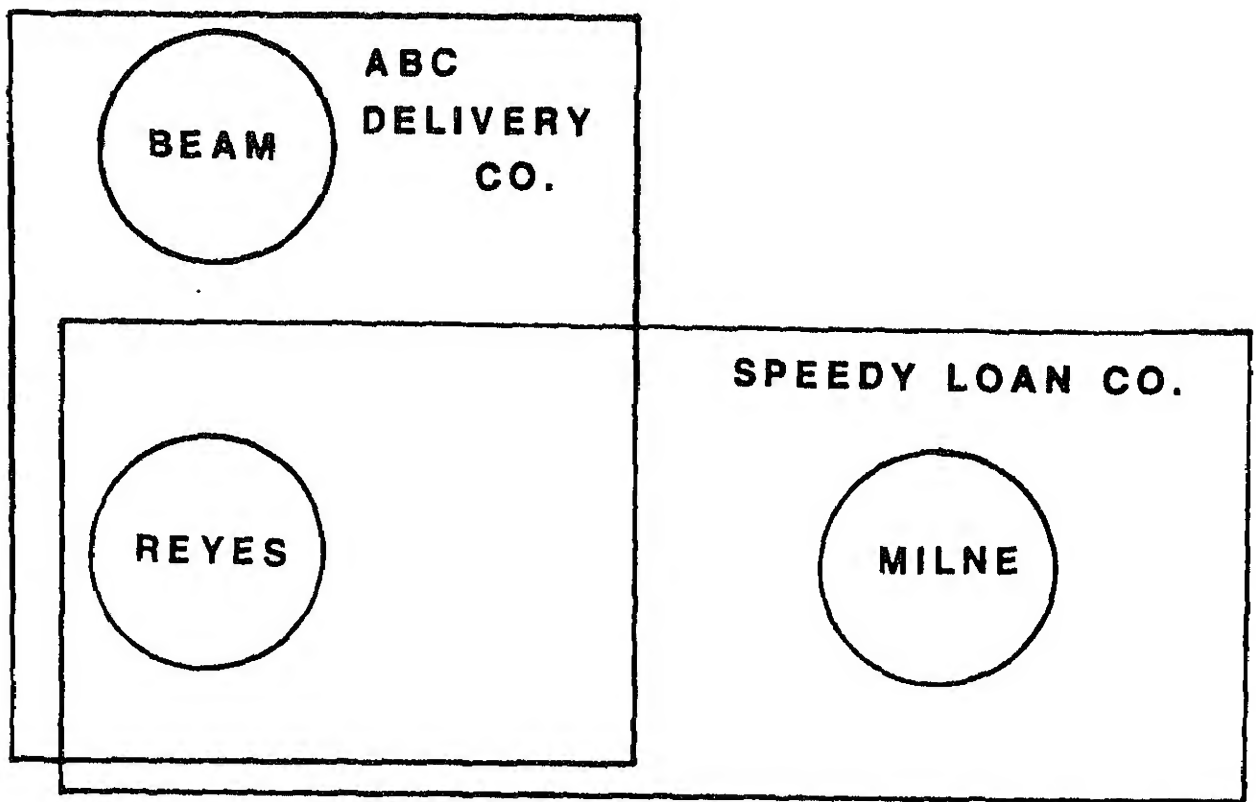 BEAM
ABC
DELIVERY
CO.
SPEEDY LOAN CO.
REYES
MILNE